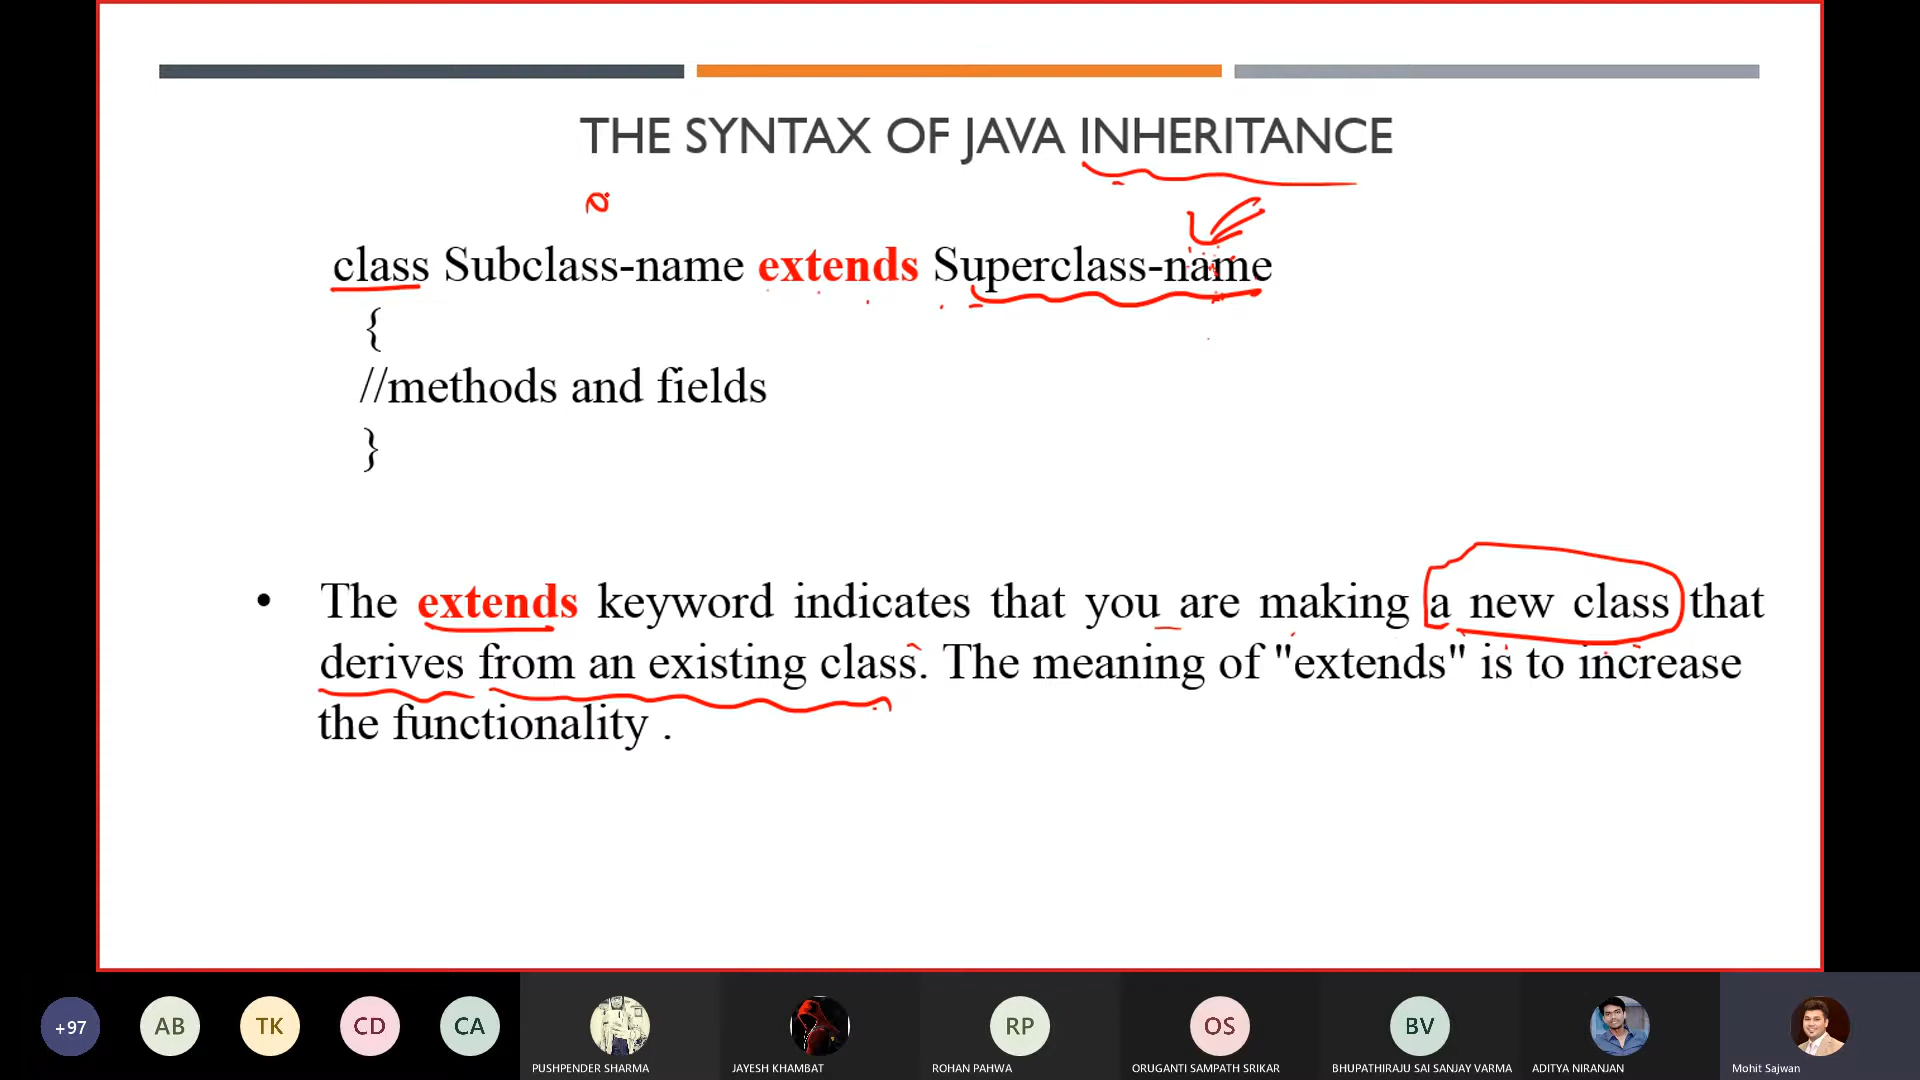 THE SYNTAX OF JAVA INHERITANCE
class Subclass-name extends Superclass-name
{
//methods and fields
}
• The extends keyword indicates that you are making a new class that
derives from an existing class. The meaning of "extends" is to increase
the functionality .
+97 AB TK CD CA RP OS BV
PUSHPENDER SHARMA JAYESH KHAMBAT ROHAN PAHWA ORUGANTI SAMPATH SRIKAR BHUPATHIRAJU SAI SANJAY VARMA ADITYA NIRANJAN Mohit Sajwan